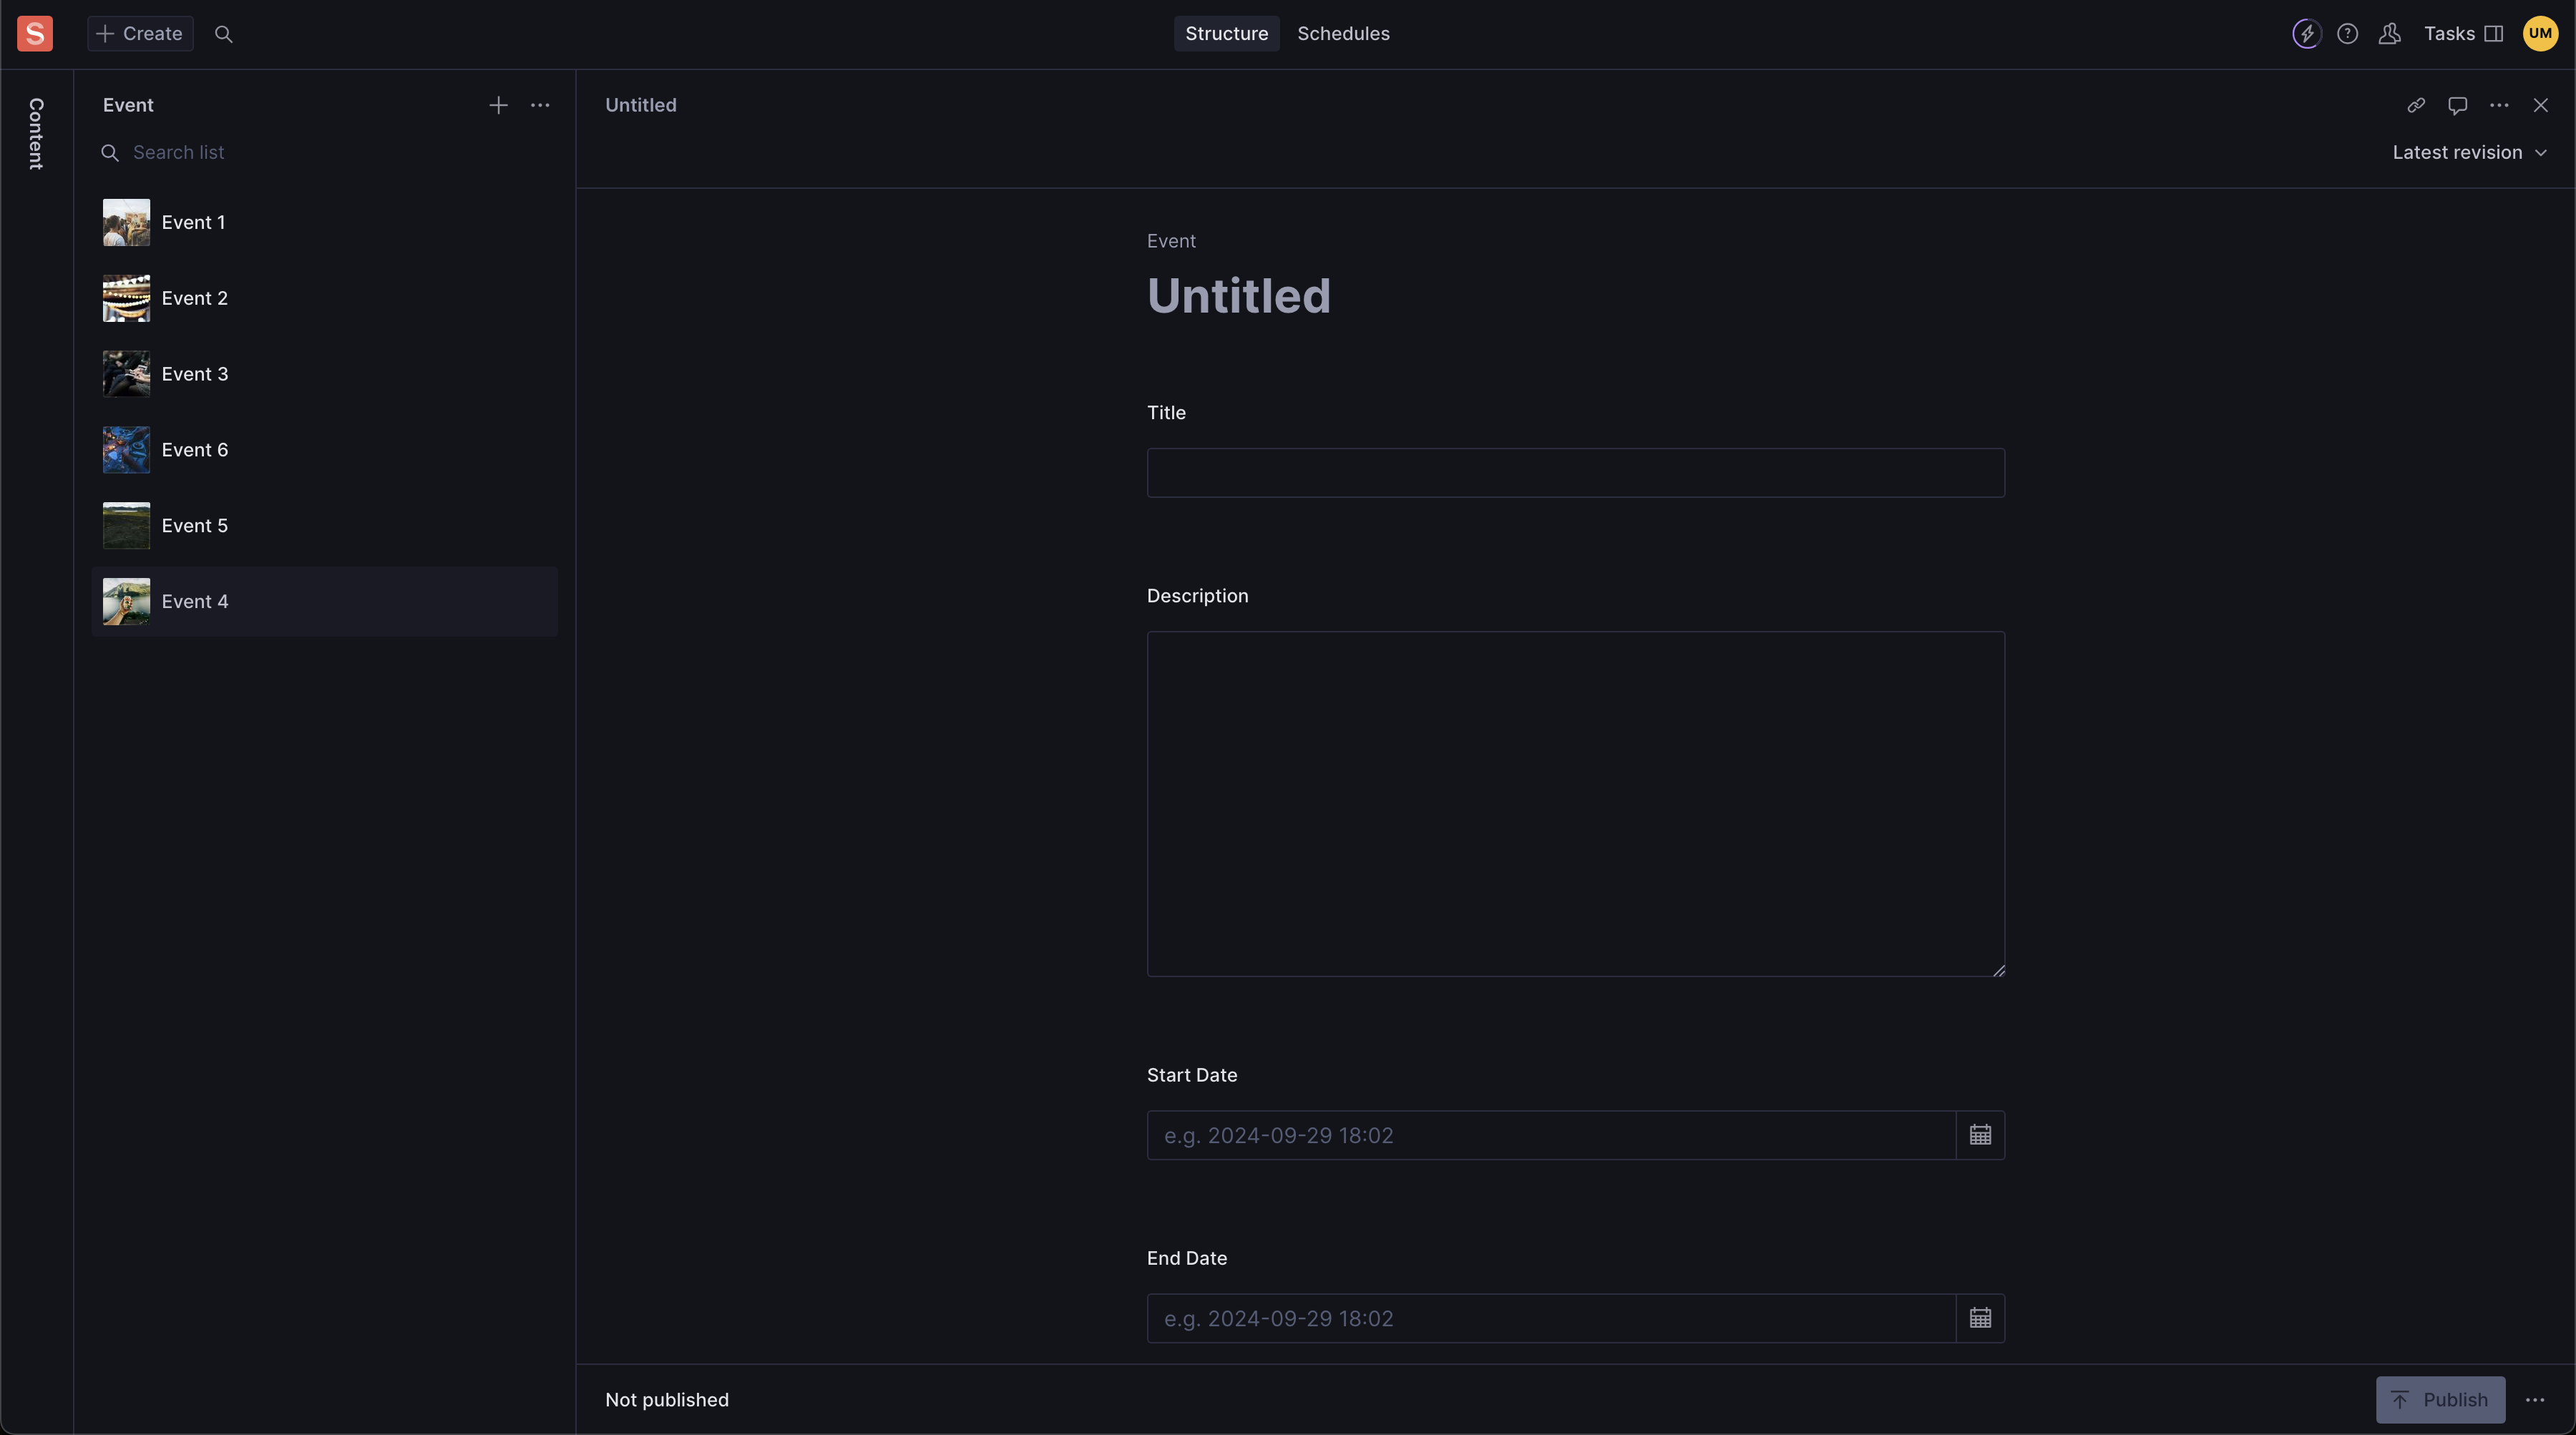 S
Create
Structure
Schedules
Tasks
UM
Content
Event
Search list
Event 1
Event 2
Event 3
Event 6
Event 5
Event 4
Untitled
Latest revision
Event
Untitled
Title
Description
Start Date
e.g. 2024-09-29 18:02
End Date
e.g. 2024-09-29 18:02
Not published
Publish